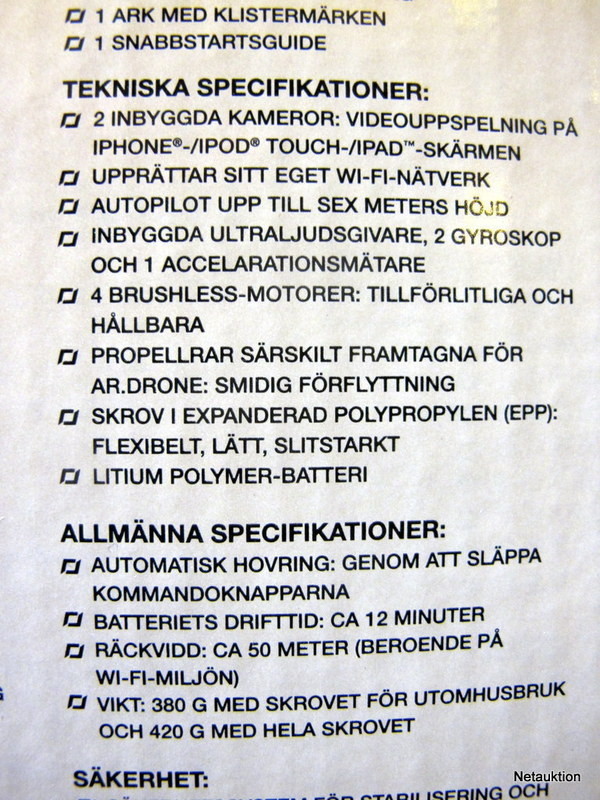 1 ARK MED KLISTERMÄRKEN
1 SNABBSTARTSGUIDE
TEKNISKA SPECIFIKATIONER:
2 INBYGGDA KAMEROR: VIDEOUPPSPELNING PÅ
IPHONE®-/IPOD® TOUCH-/IPAD™-SKÄRMEN
UPPRÄTTAR SITT EGET WI-FI-NÄTVERK
AUTOPILOT UPP TILL SEX METERS HÖJD
INBYGGDA ULTRALJUDSGIVARE, 2 GYROSKOP
OCH 1 ACCELARATIONSMÄTARE
4 BRUSHLESS-MOTORER: TILLFÖRLITLIGA OCH
HÅLLBARA
PROPELLRAR SÄRSKILT FRAMTAGNA FÖR
AR.DRONE: SMIDIG FÖRFLYTTNING
SKROV I EXPANDERAD POLYPROPYLEN (EPP):
FLEXIBELT, LÄTT, SLITSTARKT
LITIUM POLYMER-BATTERI
ALLMÄNNA SPECIFIKATIONER:
AUTOMATISK HOVRING: GENOM ATT SLÄPPA
KOMMANDOKNAPPARNA
BATTERIETS DRIFTTID: CA 12 MINUTER
RÄCKVIDD: CA 50 METER (BEROENDE PÅ
WI-FI-MILJÖN)
VIKT: 380 G MED SKROVET FÖR UTOMHUSBRUK
OCH 420 G MED HELA SKROVET
SÄKERHET:
FÖR STABILISERING OCH
Netauktion